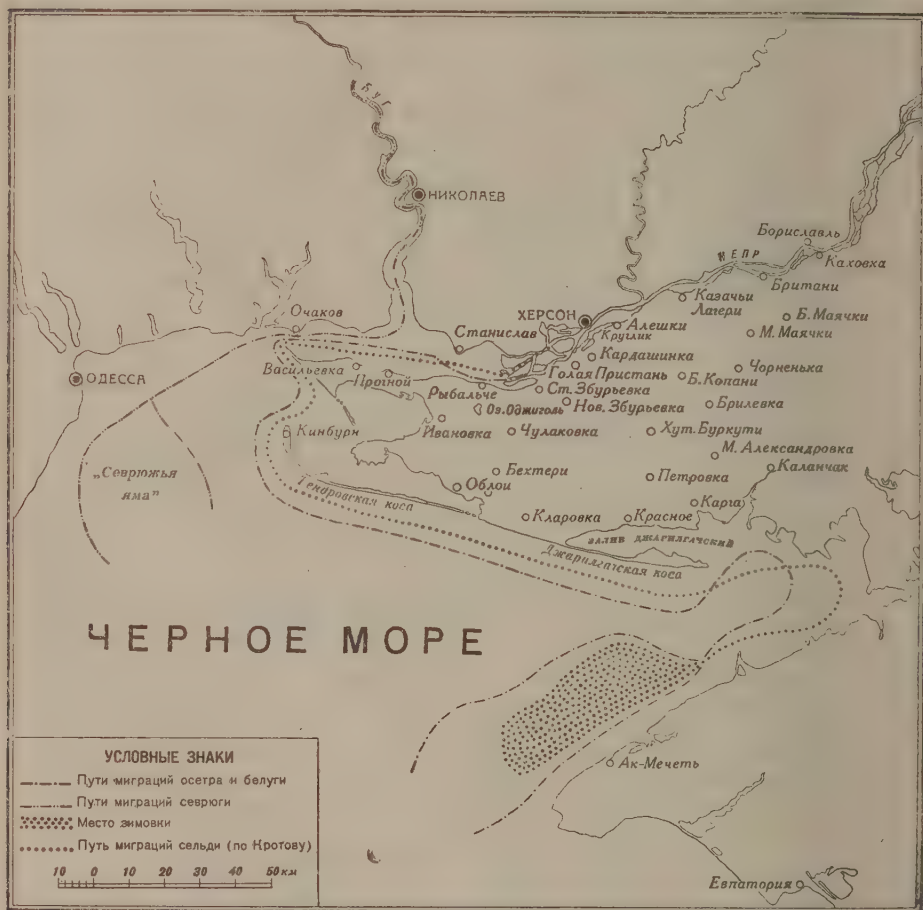 БУГ
НИКОЛАЕВ
Бориславль
Каховка
НЕПР
Британи
Казачьи
Лагери
Б. Маячки
М. Маячки
ХЕРСОН
Алешки
Круглик
Очаков
Станислав
Кардашинка
Голая Пристань
Чорненька
ОДЕССА
Васильевка
Прогной
Рыбальче
Ст. Збурьевка
Б. Копани
Оз. Оджиголь
Нов. Збурьевка
Брилевка
Кинбурн
Ивановка
Чулаковка
Хут. Буркути
М. Александровка
Каланчак
„Севрюжья
яма"
Бехтери
Облои
Петровка
Тендровская коса
Карга
Кларовка
Красное
ЗАЛИВ ДЖАРИЛГАЧСКИЙ
Джарилгачская коса
ЧЕРНОЕ МОРЕ
Ак-Мечеть
Евпатория
УСЛОВНЫЕ ЗНАКИ
Пути миграций осетра и белуги
Пути миграций севрюги
Место зимовки
Путь миграций сельди (по Кротову)
10 0 10 20 30 40 50 км